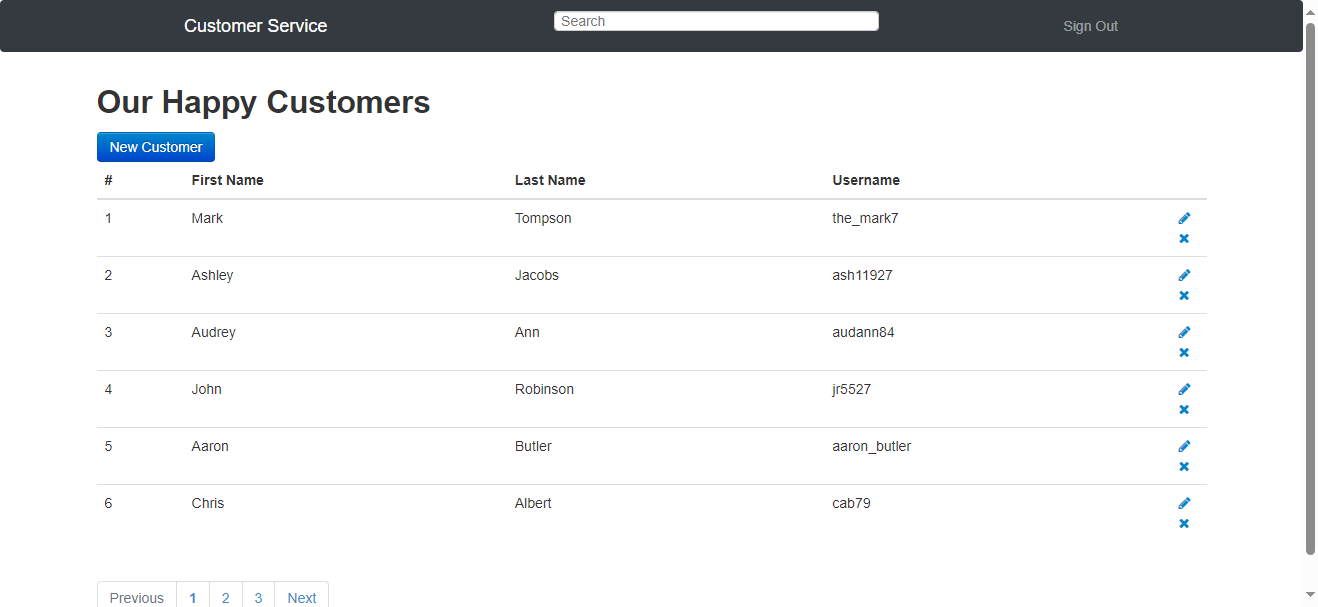 Customer Service Search Sign Out
Our Happy Customers
New Customer
# First Name Last Name Username
1 Mark Tompson the_mark7
2 Ashley Jacobs ash11927
3 Audrey Ann audann84
4 John Robinson jr5527
5 Aaron Butler aaron_butler
6 Chris Albert cab79
Previous 1 2 3 Next